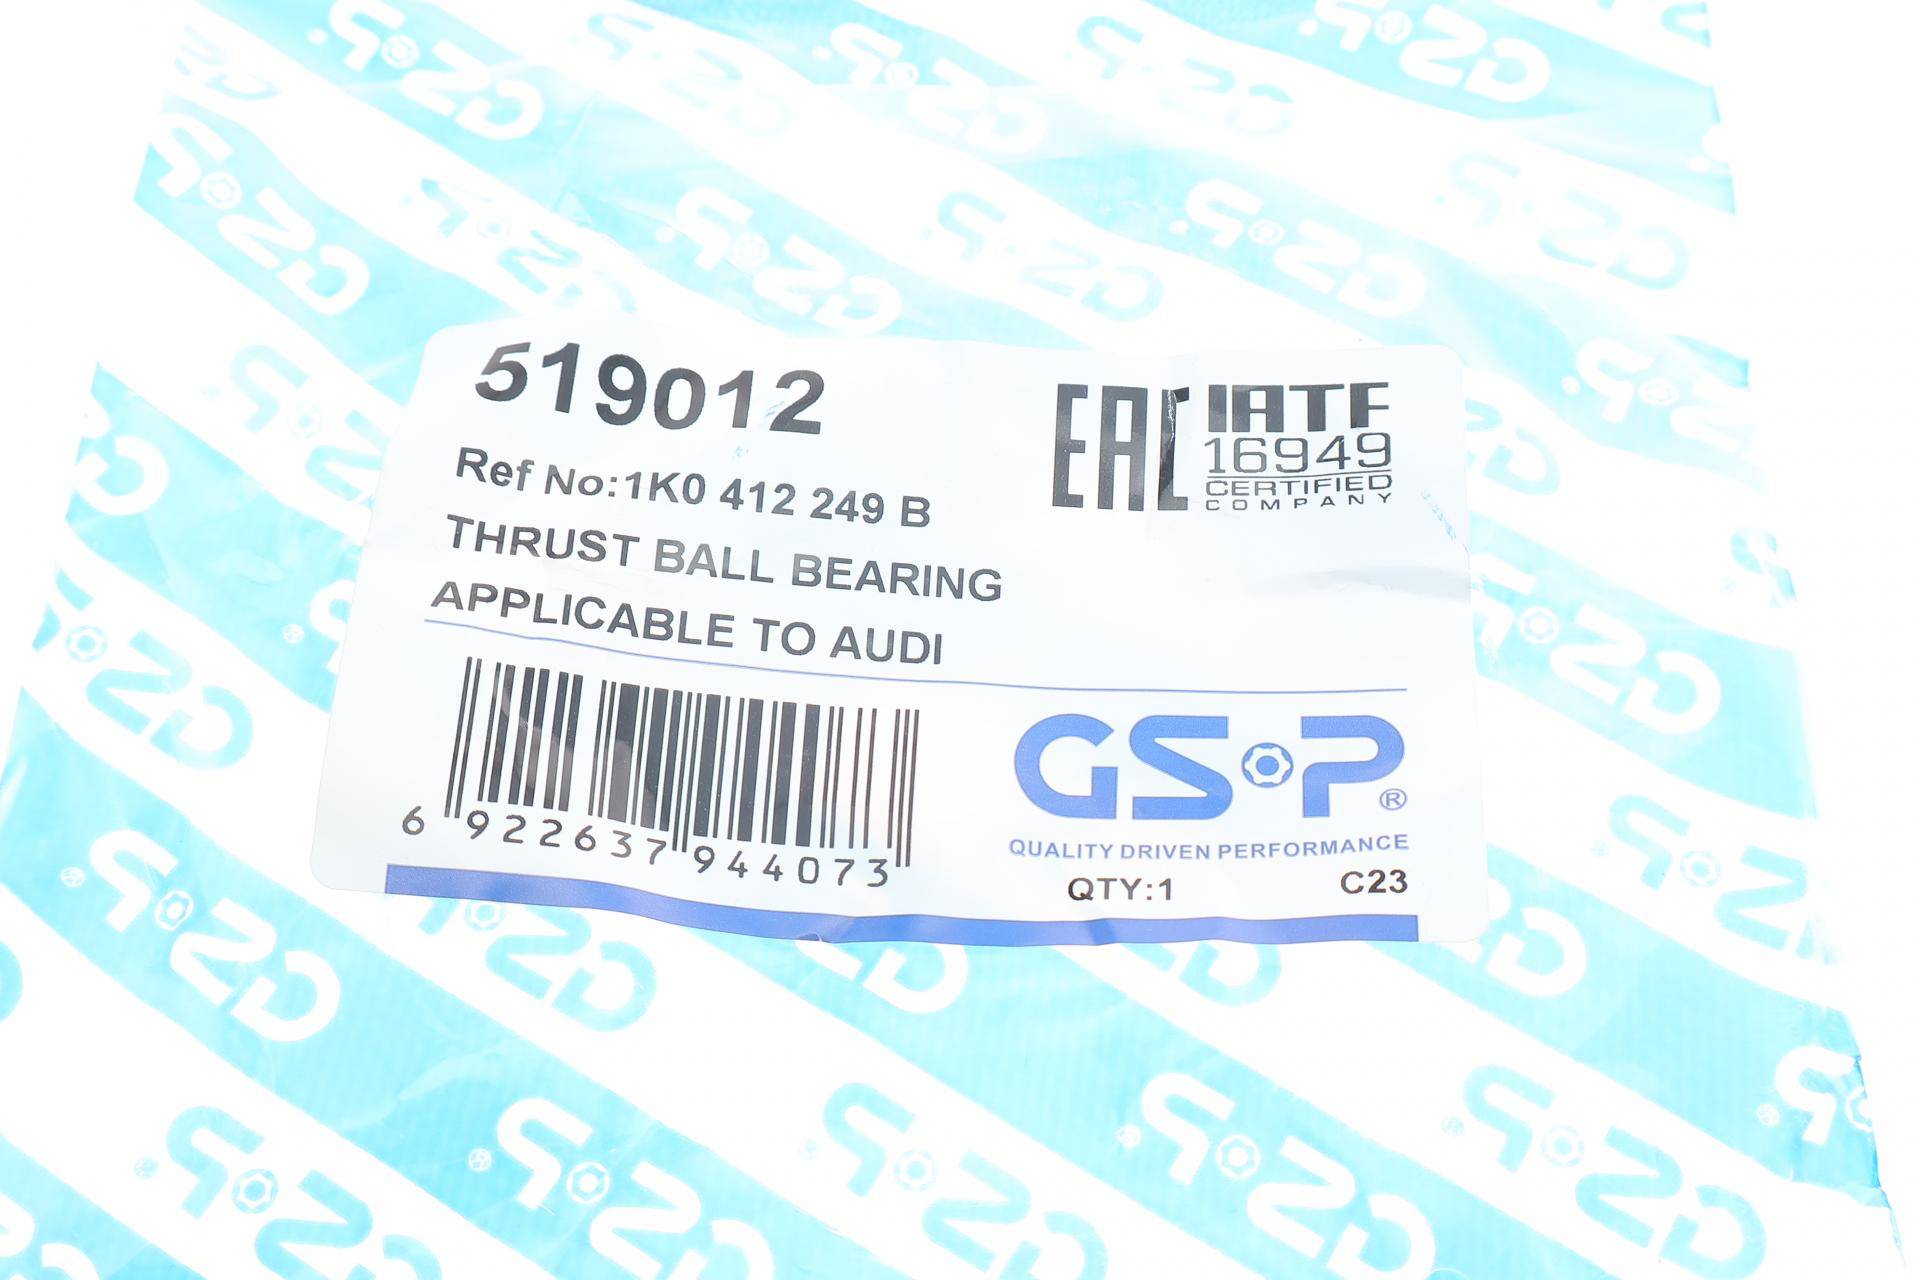 519012
Ref No:1K0 412 249 B
THRUST BALL BEARING
APPLICABLE TO AUDI
EAC
IATF
16949
CERTIFIED
COMPANY
6 922637 944073
GSP®
QUALITY DRIVEN PERFORMANCE
QTY:1 C23